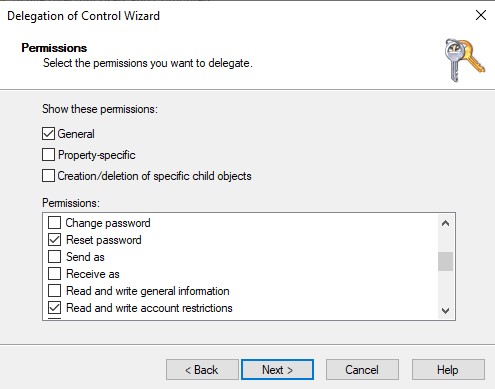 Delegation of Control Wizard
Permissions
Select the permissions you want to delegate.
Show these permissions:
General
Property-specific
Creation/deletion of specific child objects
Permissions:
Change password
Reset password
Send as
Receive as
Read and write general information
Read and write account restrictions
< Back
Next >
Cancel
Help